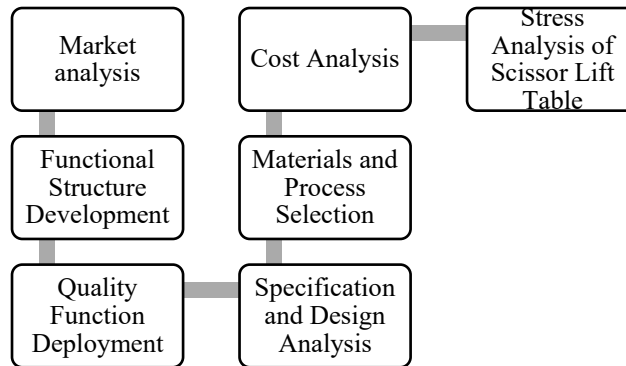 Market
analysis
Functional
Structure
Development
Quality
Function
Deployment
Specification
and Design
Analysis
Materials and
Process
Selection
Cost Analysis
Stress
Analysis of
Scissor Lift
Table